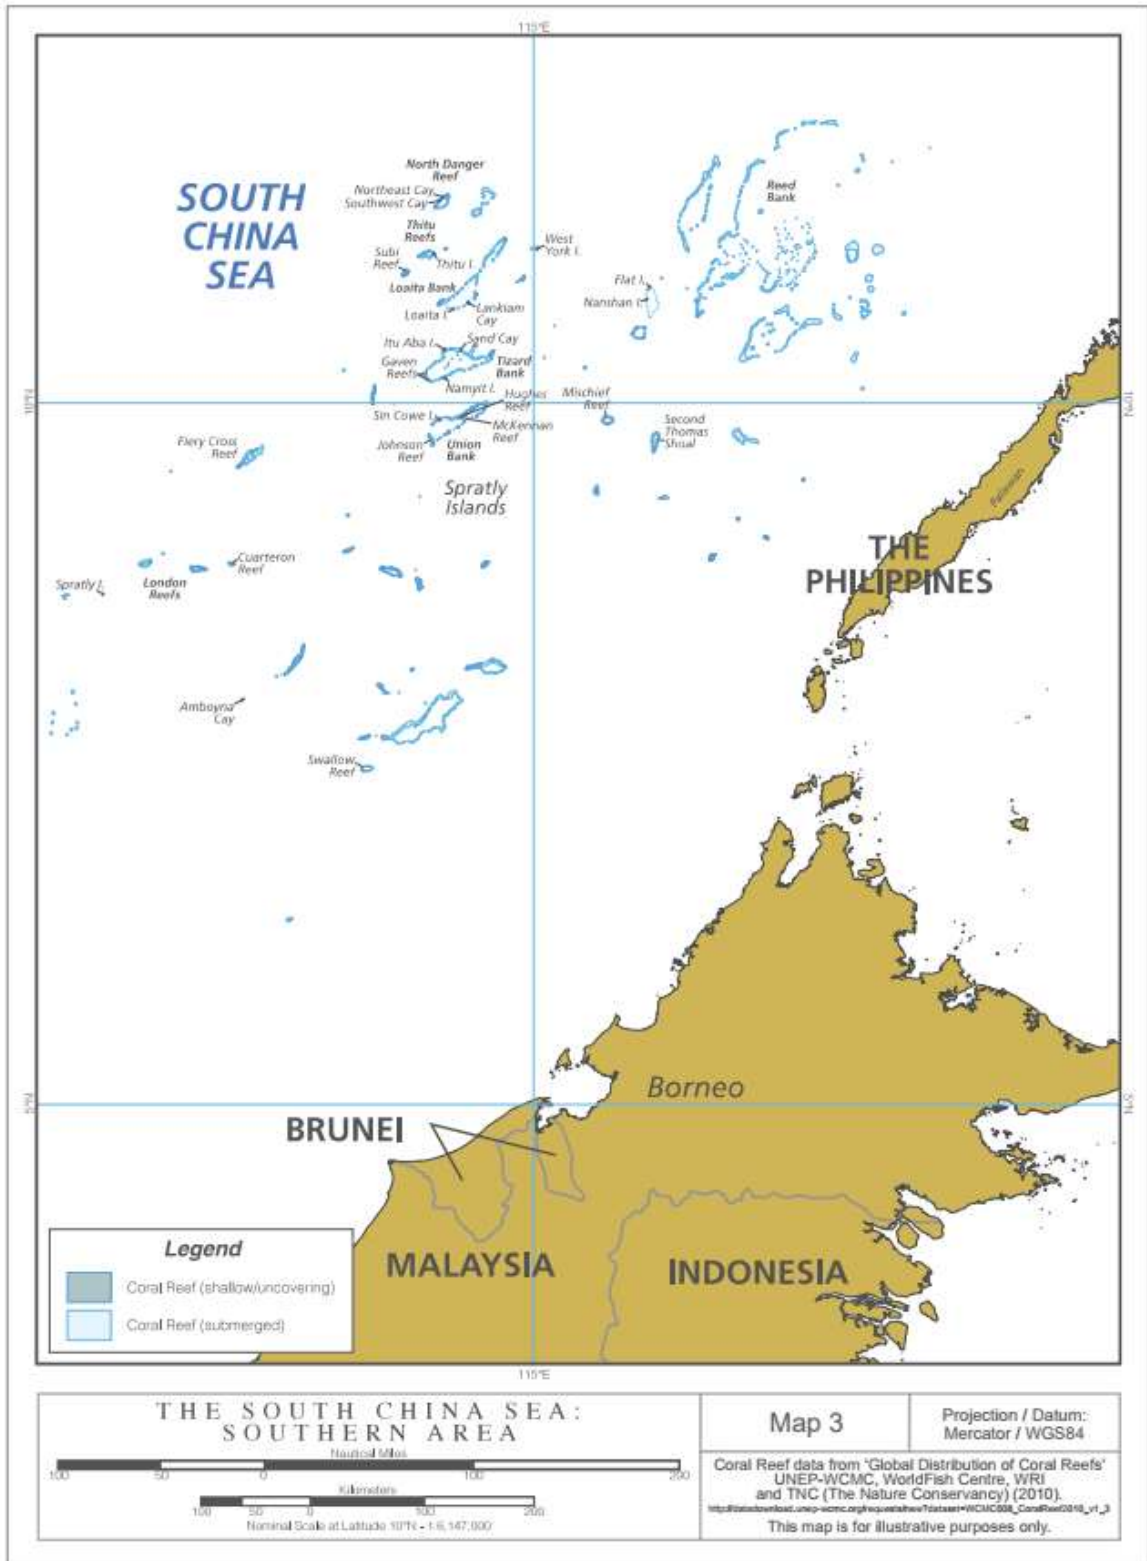 115°E
SOUTH
CHINA
SEA
North Danger
Reef
Northeast Cay
Southwest Cay
Thitu
Reefs
Subi
Reef
Thitu I.
Loaita Bank
Loaita I.
Lankiam
Cay
West
York I.
Reed
Bank
Flat I.
Nanshan I.
Itu Aba I.
Sand Cay
Gaven
Reefs
Tizard
Bank
Namyit I.
Hughes
Reef
Mischief
Reef
10°N
10°N
Sin Cowe I.
McKennan
Reef
Johnson
Reef
Union
Bank
Second
Thomas
Shoal
Fiery Cross
Reef
Spratly
Islands
Palawan
THE
PHILIPPINES
Cuarteron
Reef
Spratly I.
London
Reefs
Amboyna
Cay
Swallow
Reef
Borneo
5°N
5°N
BRUNEI
MALAYSIA
INDONESIA
Legend
Coral Reef (shallow/uncovering)
Coral Reef (submerged)
115°E
THE SOUTH CHINA SEA:
SOUTHERN AREA
Nautical Miles
100 50 0 100 200
Kilometers
100 50 0 100 200
Nominal Scale at Latitude 10°N - 1:6,147,000
Map 3
Projection / Datum:
Mercator / WGS84
Coral Reef data from 'Global Distribution of Coral Reefs'
UNEP-WCMC, WorldFish Centre, WRI
and TNC (The Nature Conservancy) (2010).
This map is for illustrative purposes only.